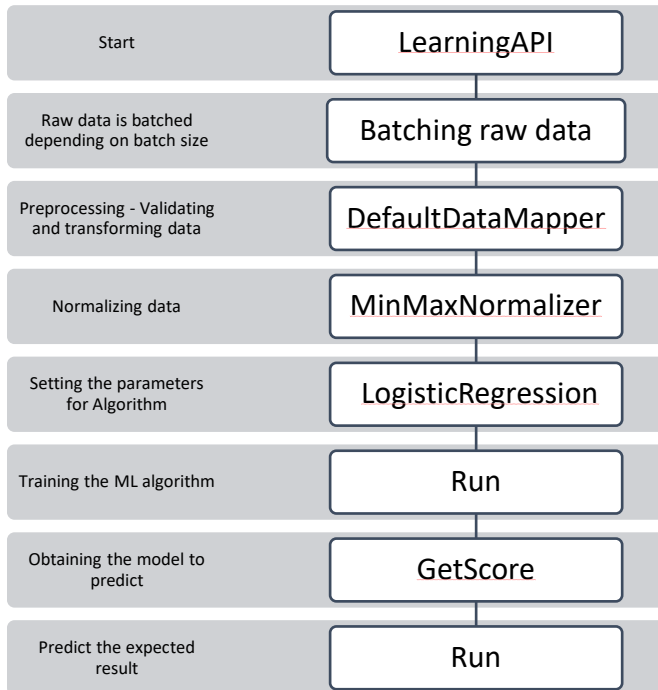 Start
LearningAPI
Raw data is batched
depending on batch size
Batching raw data
Preprocessing - Validating
and transforming data
DefaultDataMapper
Normalizing data
MinMaxNormalizer
Setting the parameters
for Algorithm
LogisticRegression
Training the ML algorithm
Run
Obtaining the model to
predict
GetScore
Predict the expected
result
Run